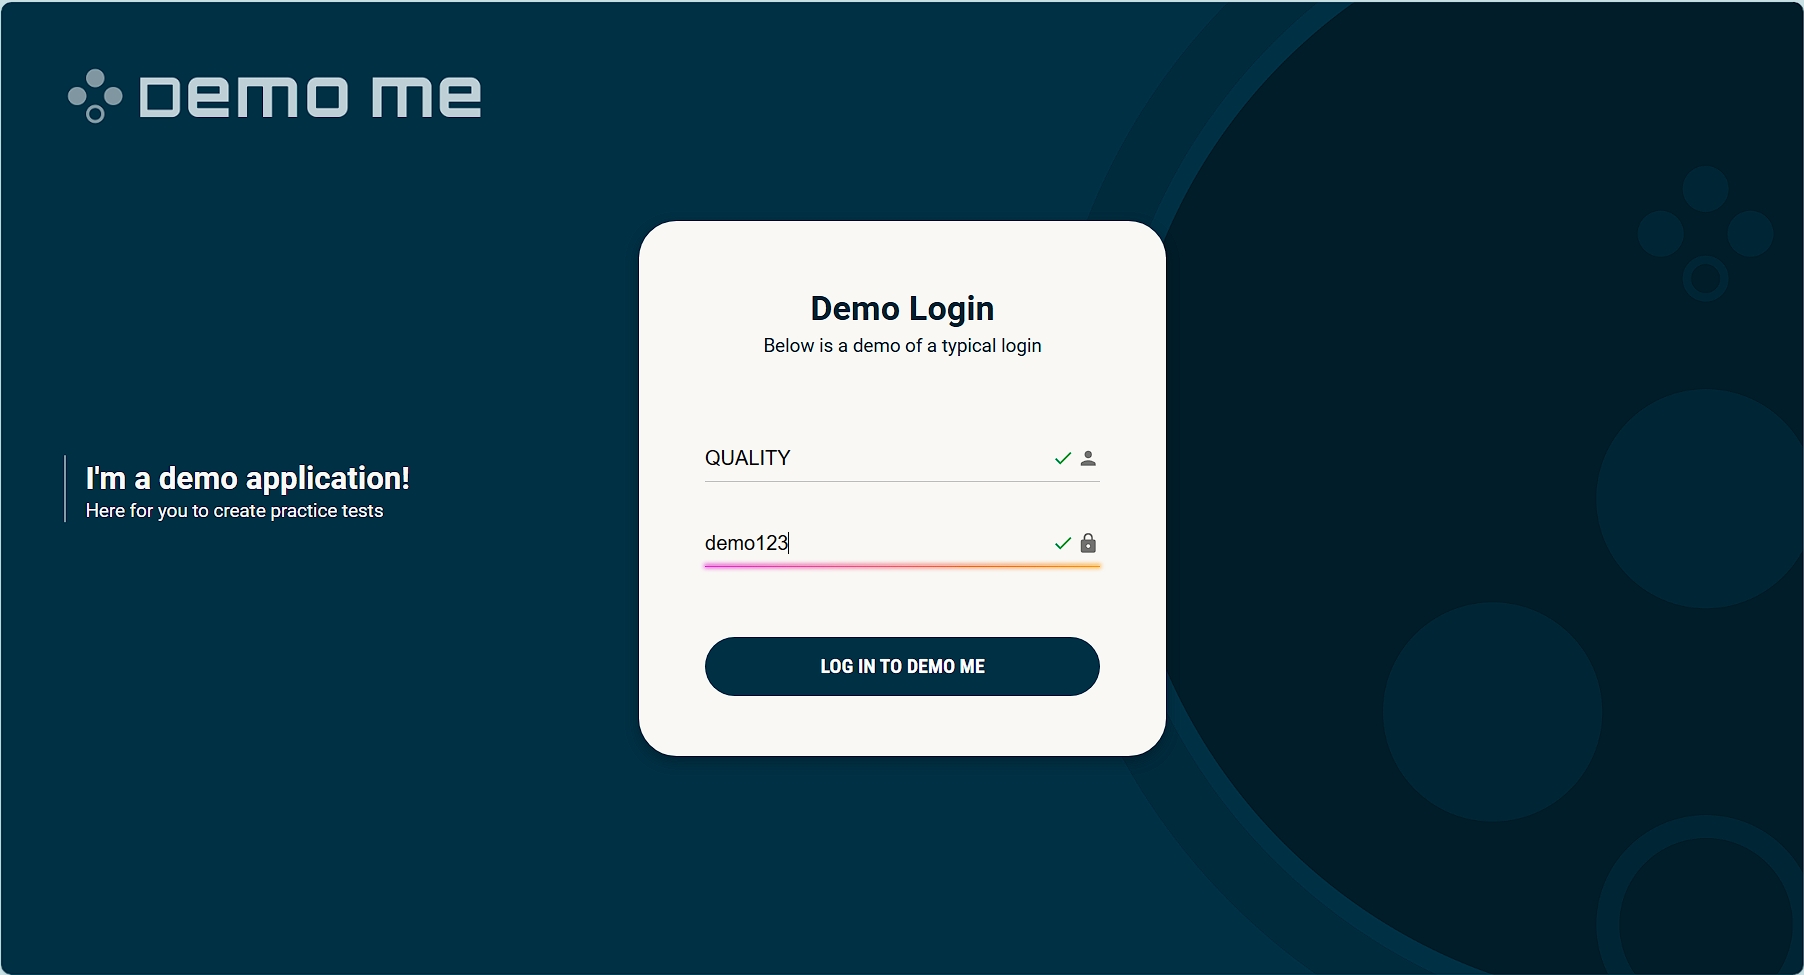 Demo me
Demo Login
Below is a demo of a typical login
QUALITY
I'm a demo application!
Here for you to create practice tests
demo123
LOG IN TO DEMO ME